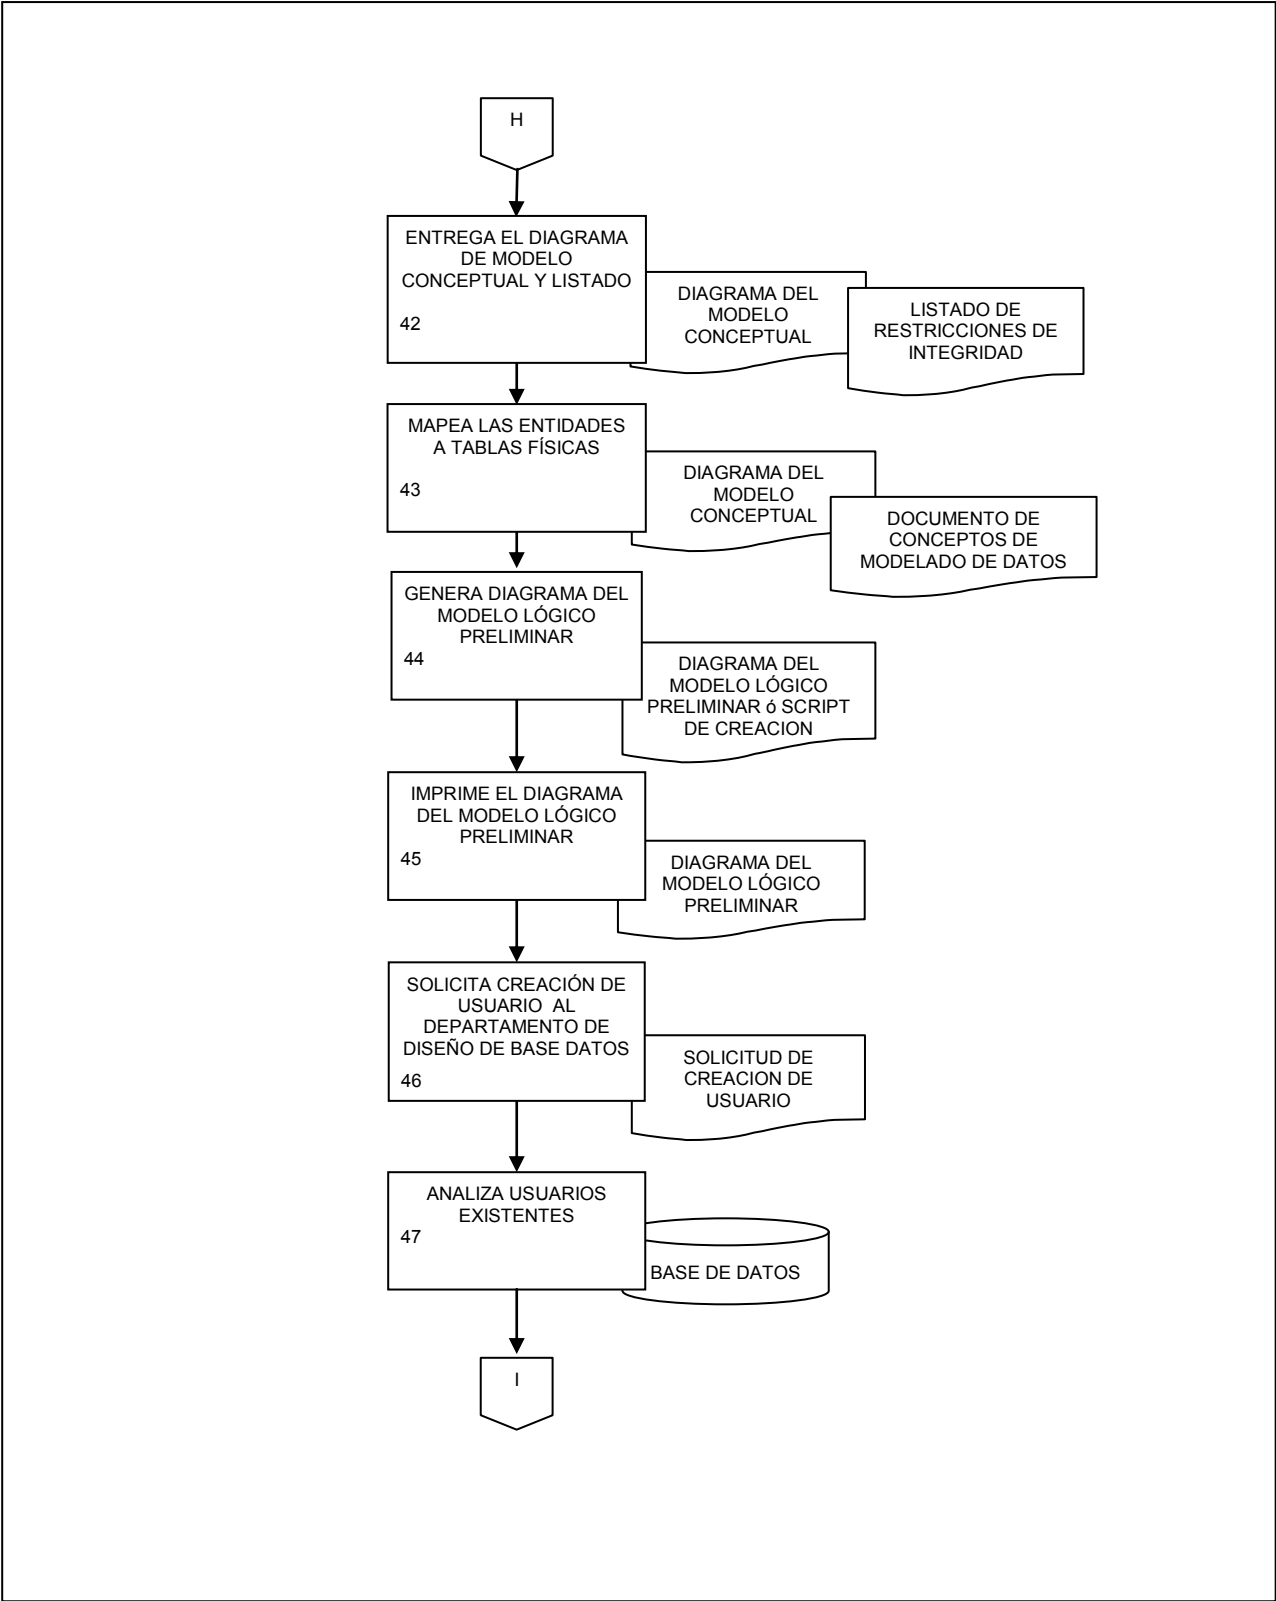 H
ENTREGA EL DIAGRAMA
DE MODELO
CONCEPTUAL Y LISTADO
42
DIAGRAMA DEL
MODELO
CONCEPTUAL
LISTADO DE
RESTRICCIONES DE
INTEGRIDAD
MAPEA LAS ENTIDADES
A TABLAS FÍSICAS
43
DIAGRAMA DEL
MODELO
CONCEPTUAL
DOCUMENTO DE
CONCEPTOS DE
MODELADO DE DATOS
GENERA DIAGRAMA DEL
MODELO LÓGICO
PRELIMINAR
44
DIAGRAMA DEL
MODELO LÓGICO
PRELIMINAR ó SCRIPT
DE CREACION
IMPRIME EL DIAGRAMA
DEL MODELO LÓGICO
PRELIMINAR
45
DIAGRAMA DEL
MODELO LÓGICO
PRELIMINAR
SOLICITA CREACIÓN DE
USUARIO AL
DEPARTAMENTO DE
DISEÑO DE BASE DATOS
46
SOLICITUD DE
CREACION DE
USUARIO
ANALIZA USUARIOS
EXISTENTES
47
BASE DE DATOS
I